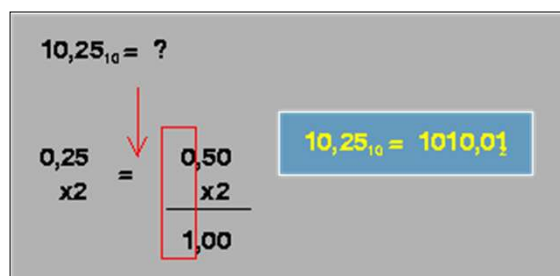 10,25₁₀ = ?
0,25
x2
=
0,50
x2
1,00
10,25₁₀ = 1010,01₂